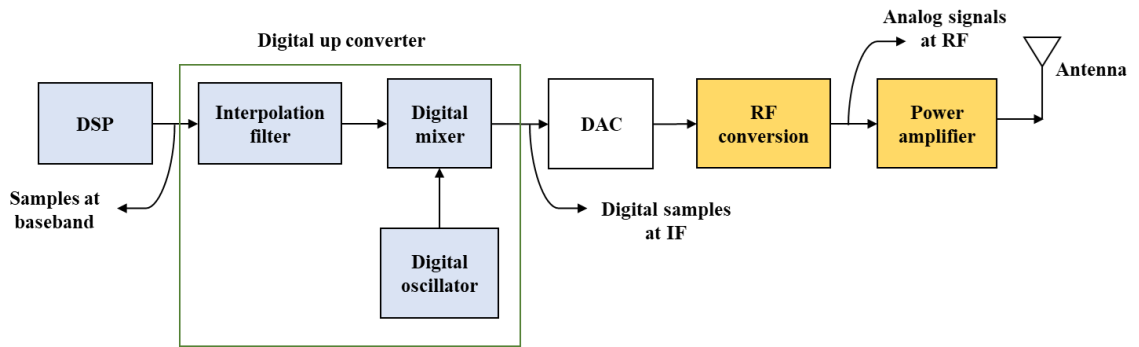 Digital up converter
Analog signals
at RF
Antenna
DSP
Interpolation
filter
Digital
mixer
DAC
RF
conversion
Power
amplifier
Samples at
baseband
Digital samples
at IF
Digital
oscillator